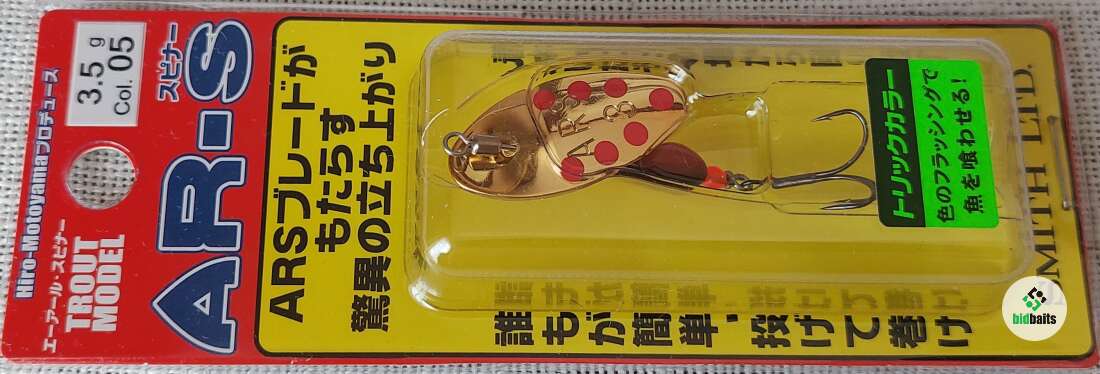 3.5 g
Col. 05
Hiro-Motoyamaプロデュース
エーアール・スピナー
TROUT
MODEL
AR-S
スピナー
ARSブレードが
もたらす
驚異の立ち上がり
トリックカラー
色のフラッシングで
魚を喰わせる!
誰もが簡単、投げて巻け
SMITH LTD.
bidbaits